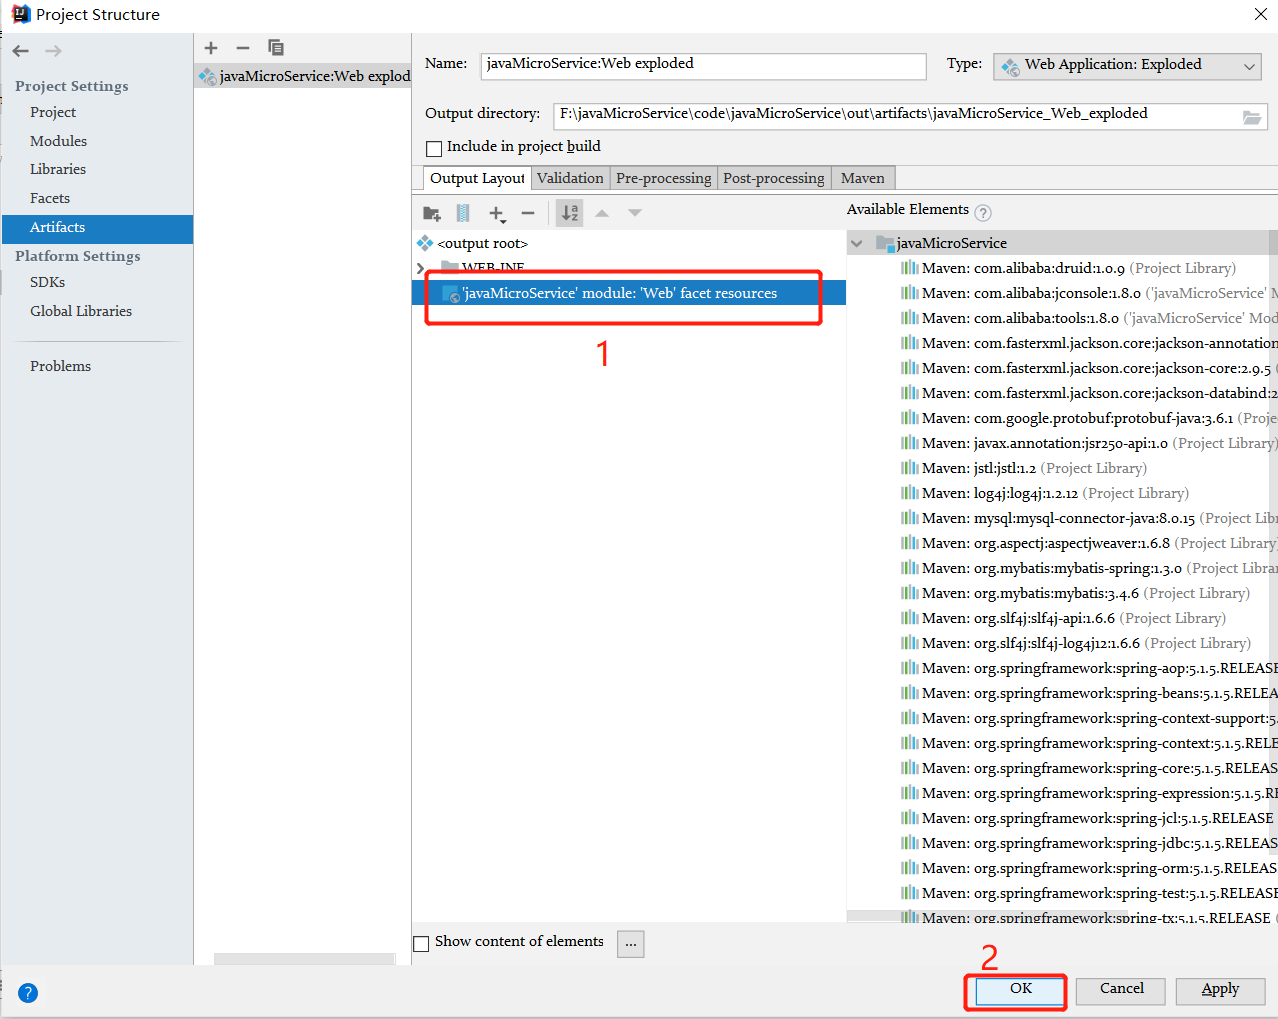 Project Structure
Project Settings
Project
Modules
Libraries
Facets
Artifacts
Platform Settings
SDKs
Global Libraries
Problems
javaMicroService:Web explod
Name:
javaMicroService:Web exploded
Type:
Web Application: Exploded
Output directory:
F:\javaMicroService\code\javaMicroService\out\artifacts\javaMicroService_Web_exploded
Include in project build
Output Layout
Validation
Pre-processing
Post-processing
Maven
Available Elements
<output root>
WEB-INF
'javaMicroService' module: 'Web' facet resources
1
javaMicroService
Maven: com.alibaba:druid:1.0.9 (Project Library)
Maven: com.alibaba:jconsole:1.8.0 ('javaMicroService' M
Maven: com.alibaba:tools:1.8.0 ('javaMicroService' Mod
Maven: com.fasterxml.jackson.core:jackson-annotation
Maven: com.fasterxml.jackson.core:jackson-core:2.9.5 (
Maven: com.fasterxml.jackson.core:jackson-databind:2
Maven: com.google.protobuf:protobuf-java:3.6.1 (Proje
Maven: javax.annotation:jsr250-api:1.0 (Project Library)
Maven: jstl:jstl:1.2 (Project Library)
Maven: log4j:log4j:1.2.12 (Project Library)
Maven: mysql:mysql-connector-java:8.0.15 (Project Libr
Maven: org.aspectj:aspectjweaver:1.6.8 (Project Library)
Maven: org.mybatis:mybatis-spring:1.3.0 (Project Librar
Maven: org.mybatis:mybatis:3.4.6 (Project Library)
Maven: org.slf4j:slf4j-api:1.6.6 (Project Library)
Maven: org.slf4j:slf4j-log4j12:1.6.6 (Project Library)
Maven: org.springframework:spring-aop:5.1.5.RELEASE
Maven: org.springframework:spring-beans:5.1.5.RELEA
Maven: org.springframework:spring-context-support:5.
Maven: org.springframework:spring-context:5.1.5.RELE
Maven: org.springframework:spring-core:5.1.5.RELEAS
Maven: org.springframework:spring-expression:5.1.5.RE
Maven: org.springframework:spring-jcl:5.1.5.RELEASE
Maven: org.springframework:spring-jdbc:5.1.5.RELEAS
Maven: org.springframework:spring-orm:5.1.5.RELEAS
Maven: org.springframework:spring-test:5.1.5.RELEAS
Maven: org.springframework:spring-tx:5.1.5.RELEASE (
Show content of elements
...
2
OK
Cancel
Apply